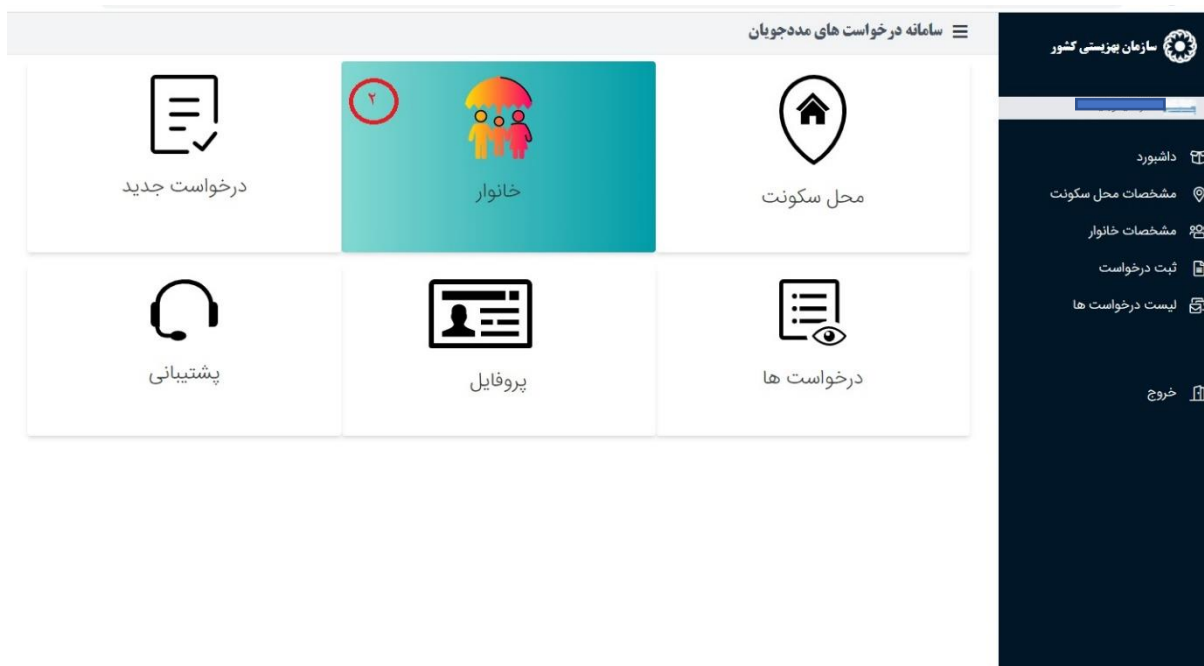 سازمان بهزیستی کشور
داشبورد
مشخصات محل سکونت
مشخصات خانوار
ثبت درخواست
لیست درخواست ها
خروج
سامانه درخواست های مددجویان
محل سکونت
خانوار
۲
درخواست جدید
درخواست ها
پروفایل
پشتیبانی